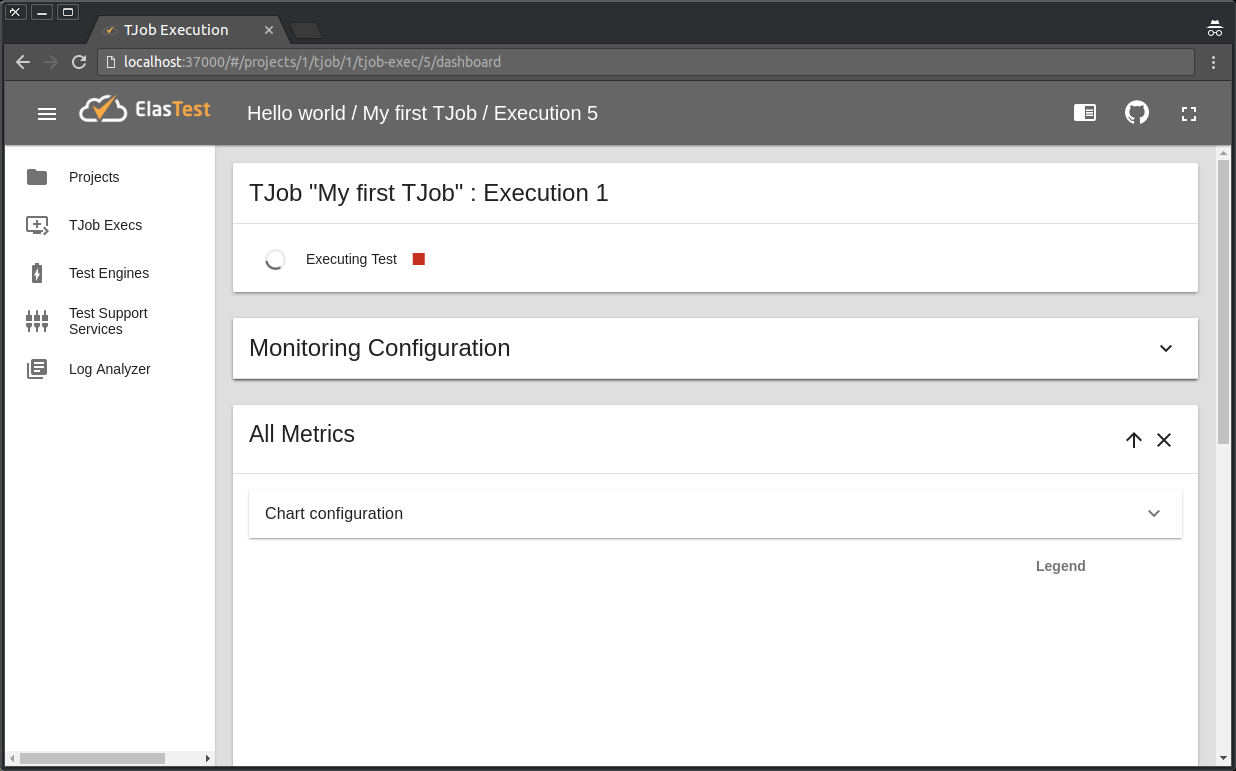 TJob Execution
localhost:37000/#/projects/1/tjob/1/tjob-exec/5/dashboard
ElasTest
Hello world / My first TJob / Execution 5
Projects
TJob Execs
Test Engines
Test Support
Services
Log Analyzer
TJob "My first TJob" : Execution 1
Executing Test
Monitoring Configuration
All Metrics
Chart configuration
Legend